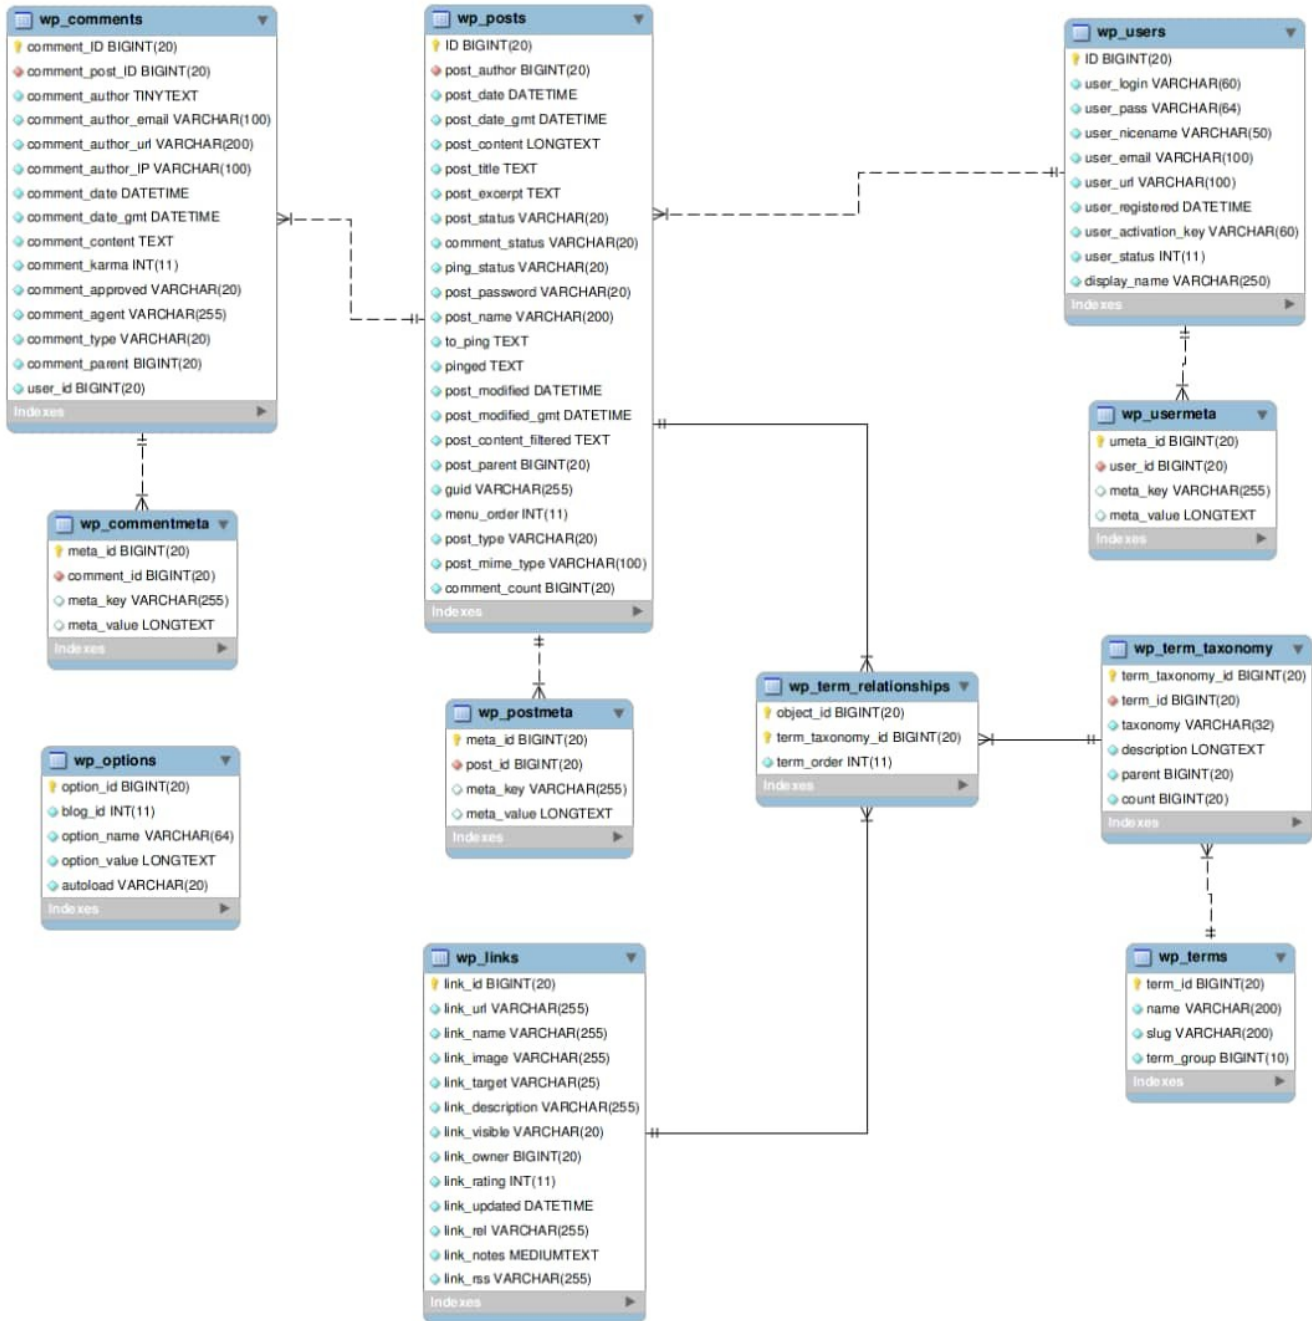 wp_comments
comment_ID BIGINT(20)
comment_post_ID BIGINT(20)
comment_author TINYTEXT
comment_author_email VARCHAR(100)
comment_author_url VARCHAR(200)
comment_author_IP VARCHAR(100)
comment_date DATETIME
comment_date_gmt DATETIME
comment_content TEXT
comment_karma INT(11)
comment_approved VARCHAR(20)
comment_agent VARCHAR(255)
comment_type VARCHAR(20)
comment_parent BIGINT(20)
user_id BIGINT(20)
Indexes
wp_posts
ID BIGINT(20)
post_author BIGINT(20)
post_date DATETIME
post_date_gmt DATETIME
post_content LONGTEXT
post_title TEXT
post_excerpt TEXT
post_status VARCHAR(20)
comment_status VARCHAR(20)
ping_status VARCHAR(20)
post_password VARCHAR(20)
post_name VARCHAR(200)
to_ping TEXT
pinged TEXT
post_modified DATETIME
post_modified_gmt DATETIME
post_content_filtered TEXT
post_parent BIGINT(20)
guid VARCHAR(255)
menu_order INT(11)
post_type VARCHAR(20)
post_mime_type VARCHAR(100)
comment_count BIGINT(20)
Indexes
wp_users
ID BIGINT(20)
user_login VARCHAR(60)
user_pass VARCHAR(64)
user_nicename VARCHAR(50)
user_email VARCHAR(100)
user_url VARCHAR(100)
user_registered DATETIME
user_activation_key VARCHAR(60)
user_status INT(11)
display_name VARCHAR(250)
Indexes
wp_usermeta
umeta_id BIGINT(20)
user_id BIGINT(20)
meta_key VARCHAR(255)
meta_value LONGTEXT
Indexes
wp_commentmeta
meta_id BIGINT(20)
comment_id BIGINT(20)
meta_key VARCHAR(255)
meta_value LONGTEXT
Indexes
wp_term_taxonomy
term_taxonomy_id BIGINT(20)
term_id BIGINT(20)
taxonomy VARCHAR(32)
description LONGTEXT
parent BIGINT(20)
count BIGINT(20)
Indexes
wp_term_relationships
object_id BIGINT(20)
term_taxonomy_id BIGINT(20)
term_order INT(11)
Indexes
wp_postmeta
meta_id BIGINT(20)
post_id BIGINT(20)
meta_key VARCHAR(255)
meta_value LONGTEXT
Indexes
wp_options
option_id BIGINT(20)
blog_id INT(11)
option_name VARCHAR(64)
option_value LONGTEXT
autoload VARCHAR(20)
Indexes
wp_links
link_id BIGINT(20)
link_url VARCHAR(255)
link_name VARCHAR(255)
link_image VARCHAR(255)
link_target VARCHAR(25)
link_description VARCHAR(255)
link_visible VARCHAR(20)
link_owner BIGINT(20)
link_rating INT(11)
link_updated DATETIME
link_rel VARCHAR(255)
link_notes MEDIUMTEXT
link_rss VARCHAR(255)
Indexes
wp_terms
term_id BIGINT(20)
name VARCHAR(200)
slug VARCHAR(200)
term_group BIGINT(10)
Indexes